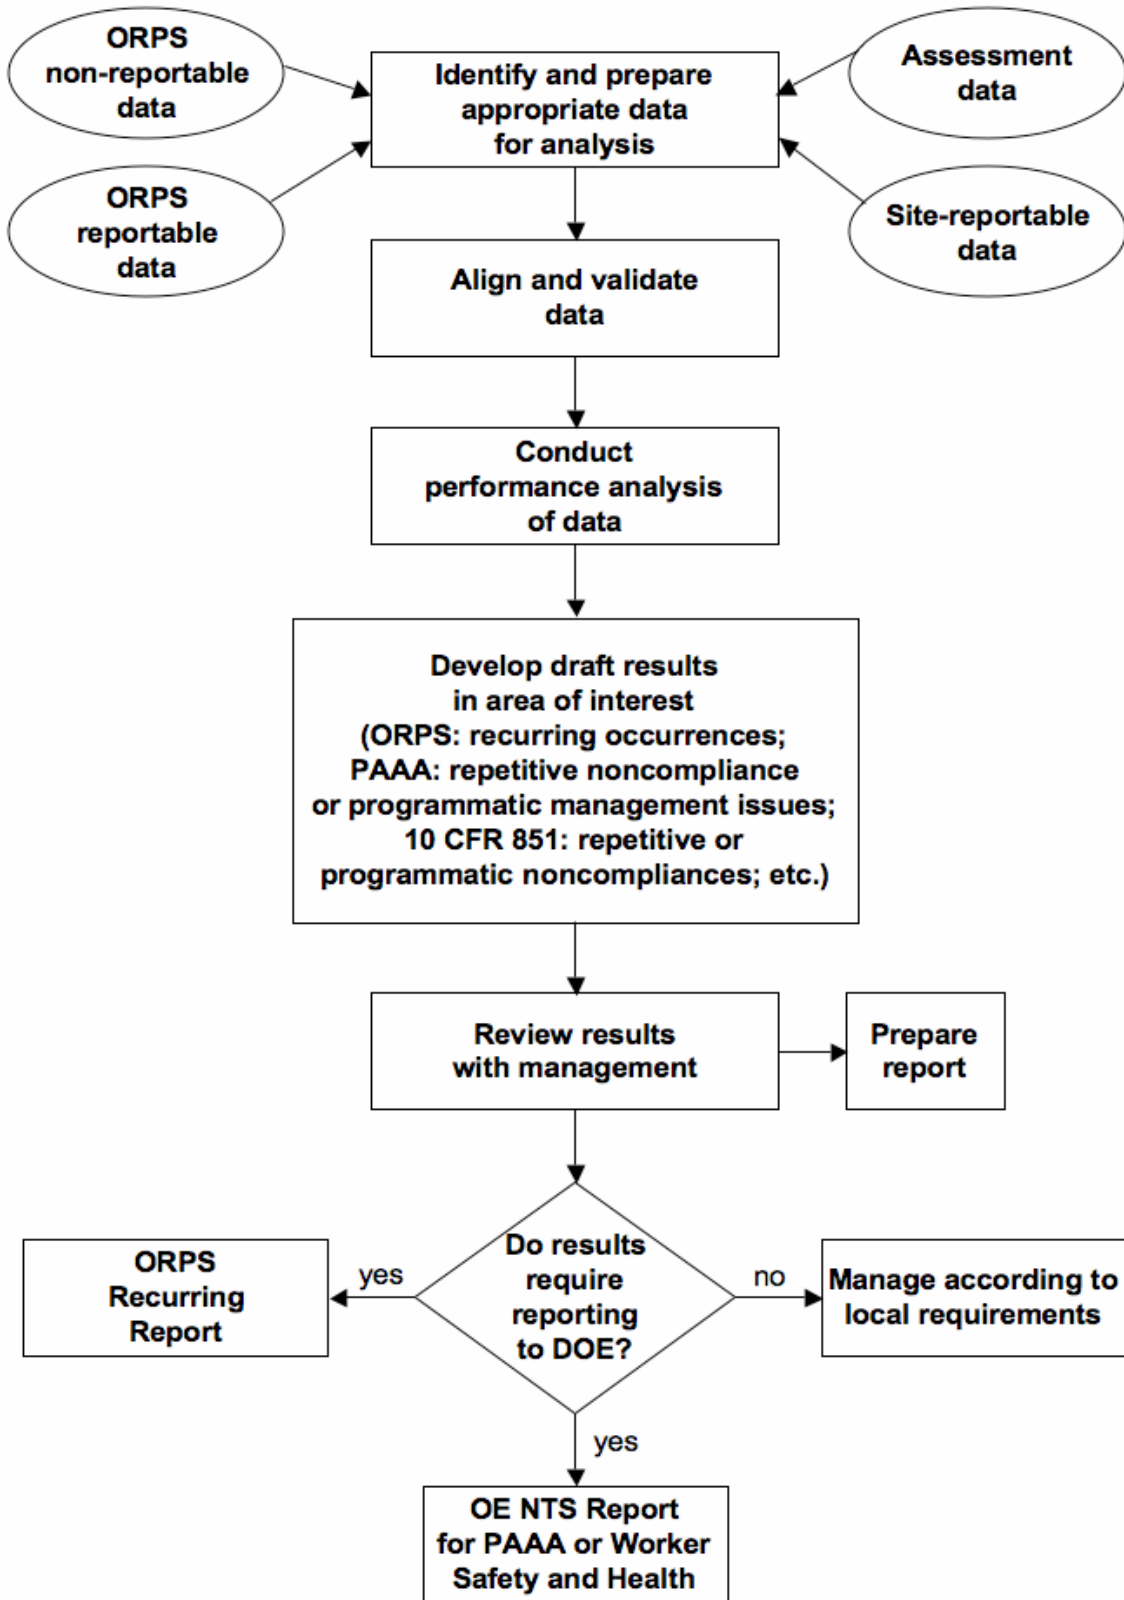 ORPS
non-reportable
data
Identify and prepare
appropriate data
for analysis
Assessment
data
ORPS
reportable
data
Site-reportable
data
Align and validate
data
Conduct
performance analysis
of data
Develop draft results
in area of interest
(ORPS: recurring occurrences;
PAAA: repetitive noncompliance
or programmatic management issues;
10 CFR 851: repetitive or
programmatic noncompliances; etc.)
Review results
with management
Prepare
report
Do results
require
reporting
to DOE?
yes
ORPS
Recurring
Report
no
Manage according to
local requirements
yes
OE NTS Report
for PAAA or Worker
Safety and Health